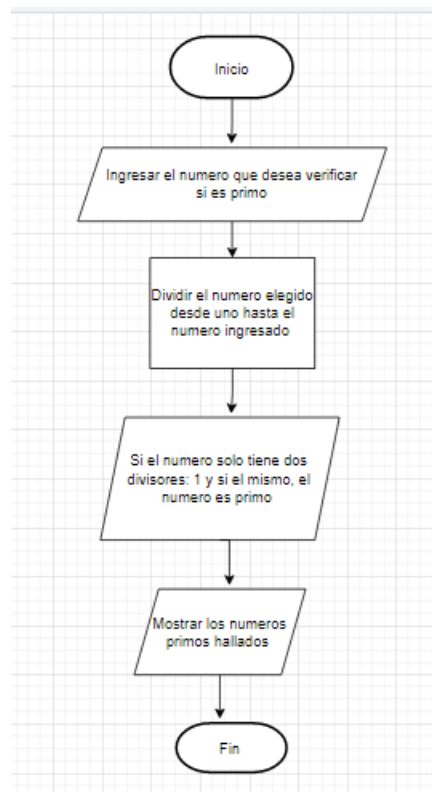 Inicio
Ingresar el numero que desea verificar
si es primo
Dividir el numero elegido
desde uno hasta el
numero ingresado
Si el numero solo tiene dos
divisores: 1 y si el mismo, el
numero es primo
Mostrar los numeros
primos hallados
Fin